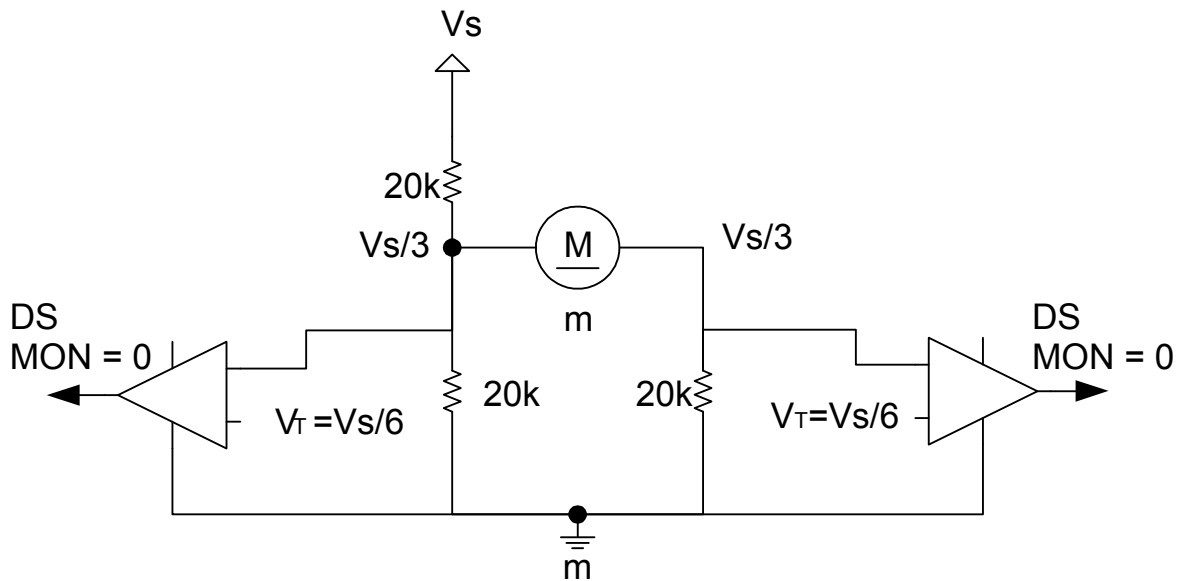 Vs
20k
Vs/3
M
Vs/3
m
DS
MON = 0
DS
MON = 0
20k
20k
VT =Vs/6
VT=Vs/6
m